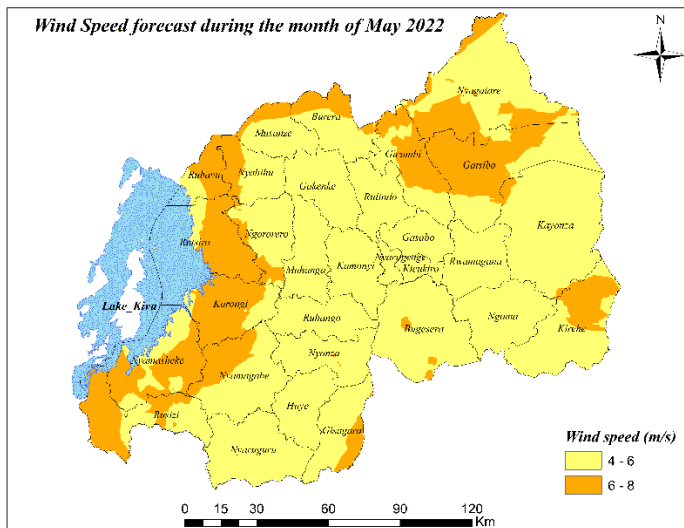 Wind Speed forecast during the month of May 2022
N
Nyagatare
Burera
Musanze
Gicumbi
Gatsibo
Rubavu
Nyabihu
Gakenke
Rulindo
Kayonza
Rutsiro
Ngororero
Gasabo
Muhanga
Kamonyi
Nyarugenge
Kicukiro
Rwamagana
Lake_Kivu
Karongi
Ruhango
Bugesera
Ngoma
Kirehe
Nyamasheke
Nyanza
Nyamagabe
Rusizi
Huye
Gisagara
Nyaruguru
Wind speed (m/s)
4 - 6
6 - 8
0 15 30 60 90 120
Km